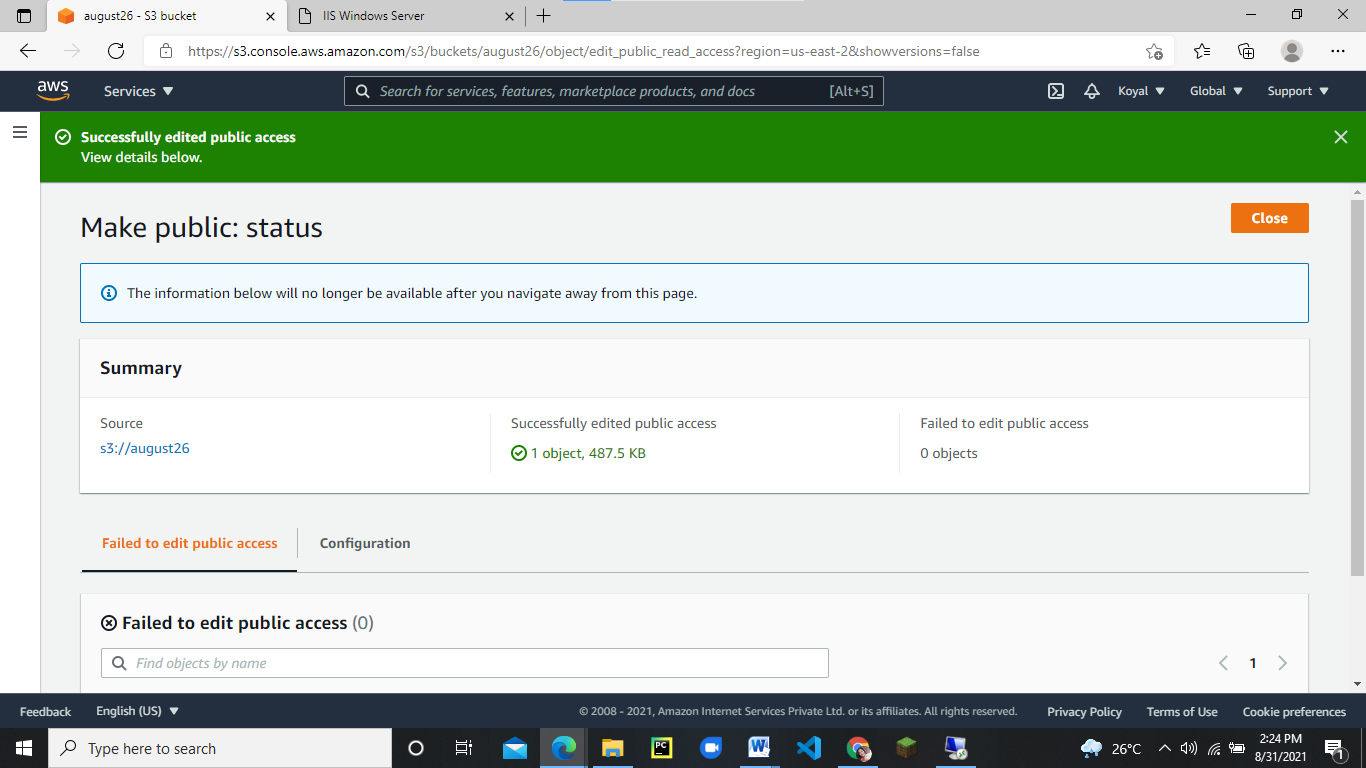 august26 - S3 bucket
IIS Windows Server
https://s3.console.aws.amazon.com/s3/buckets/august26/object/edit_public_read_access?region=us-east-2&showversions=false
aws
Services
Search for services, features, marketplace products, and docs
[Alt+S]
Koyal
Global
Support
Successfully edited public access
View details below.
Make public: status
Close
The information below will no longer be available after you navigate away from this page.
Summary
Source
Successfully edited public access
Failed to edit public access
s3://august26
1 object, 487.5 KB
0 objects
Failed to edit public access
Configuration
Failed to edit public access (0)
Find objects by name
1
Feedback
English (US)
© 2008 - 2021, Amazon Internet Services Private Ltd. or its affiliates. All rights reserved.
Privacy Policy
Terms of Use
Cookie preferences
Type here to search
PC
W
26°C
2:24 PM
8/31/2021
1